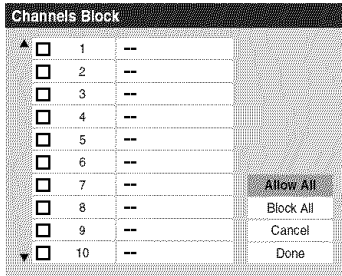 Channels Block
1 --
2 --
3 --
4 --
5 --
6 --
7 --
Allow All
8 --
Block All
9 --
Cancel
10 --
Done